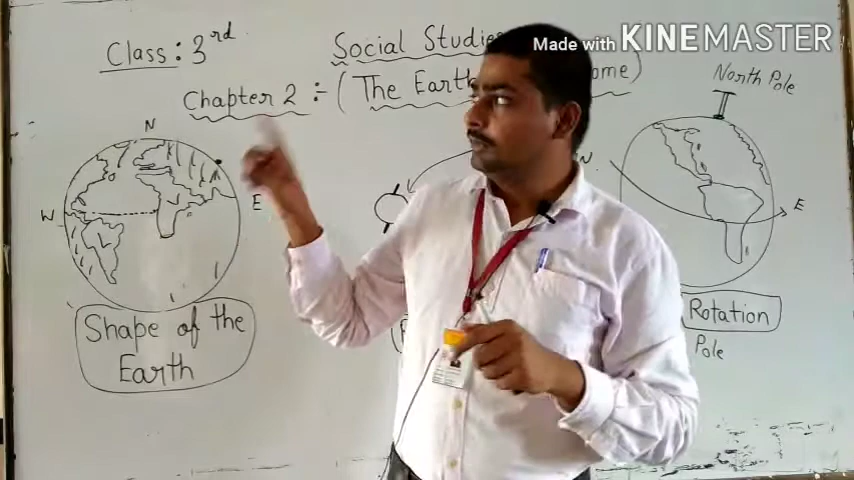 Made with KINEMASTER
Class: 3rd
Social Studies
Chapter 2 :- (The Earth ome)
North Pole
N
W
E
N
E
Shape of the
Earth
Rotation
Pole